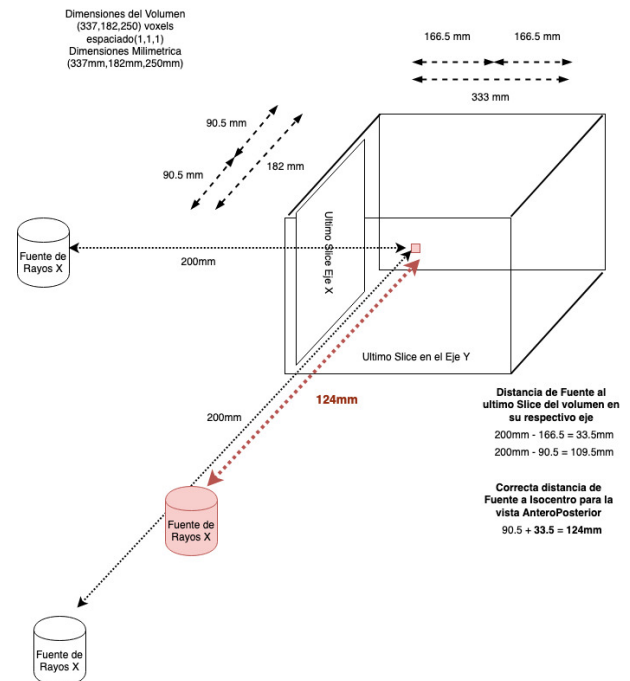 Dimensiones del Volumen
(337,182,250) voxels
espaciado(1,1,1)
Dimensiones Milimetrica
(337mm,182mm,250mm)
166.5 mm
166.5 mm
333 mm
90.5 mm
90.5 mm
182 mm
Fuente de
Rayos X
200mm
Ultimo Slice Eje X
Ultimo Slice en el Eje Y
200mm
124mm
Fuente de
Rayos X
Fuente de
Rayos X
Distancia de Fuente al
ultimo Slice del volumen en
su respectivo eje
200mm - 166.5 = 33.5mm
200mm - 90.5 = 109.5mm
Correcta distancia de
Fuente a Isocentro para la
vista AnteroPosterior
90.5 + 33.5 = 124mm